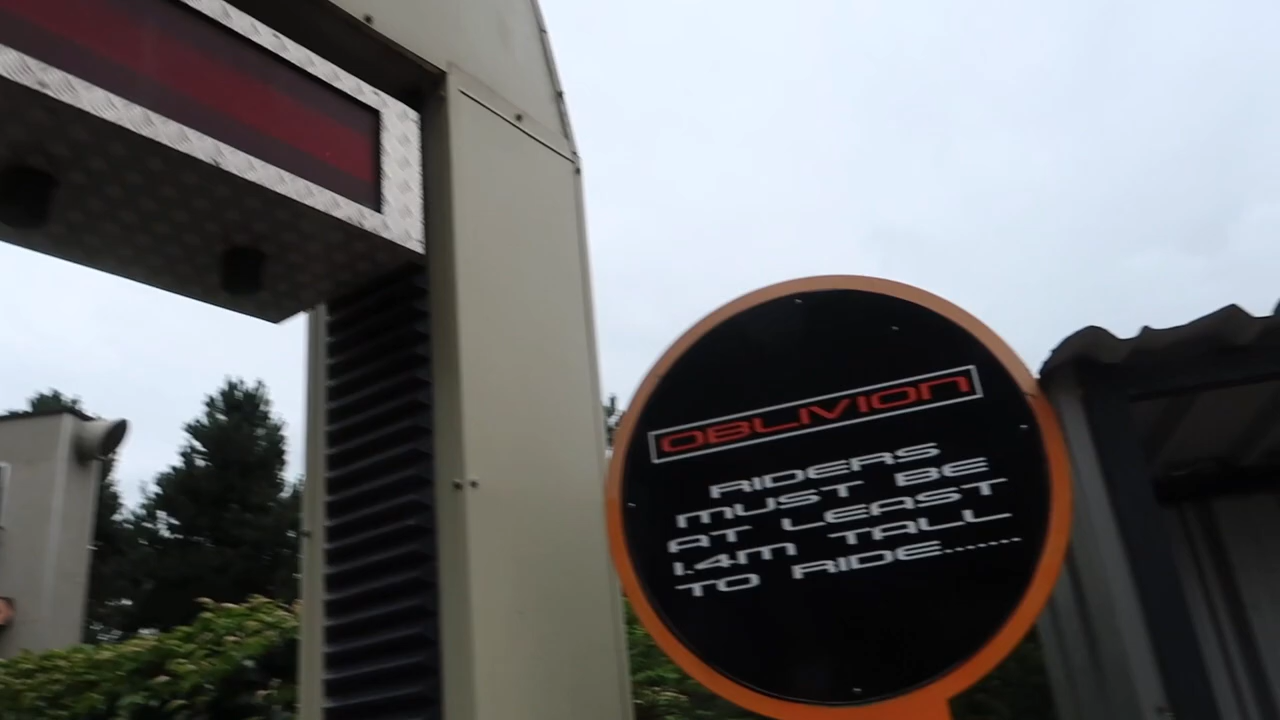 OBLIVION
RIDERS
MUST BE
AT LEAST
1.4M TALL
TO RIDE.......